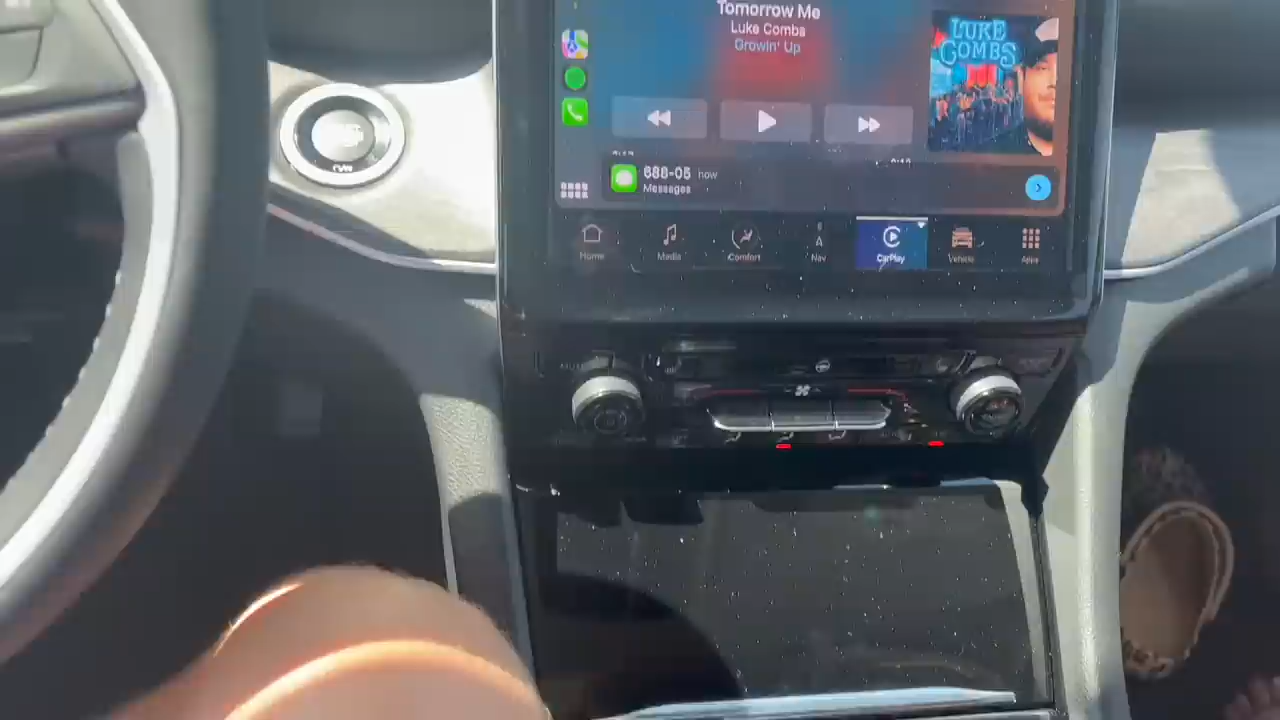 Tomorrow Me
Luke Combs
Growin' Up
LUKE
COMBS
688-05 now
Messages
Home
Media
Comfort
Nav
CarPlay
Vehicle
Apps